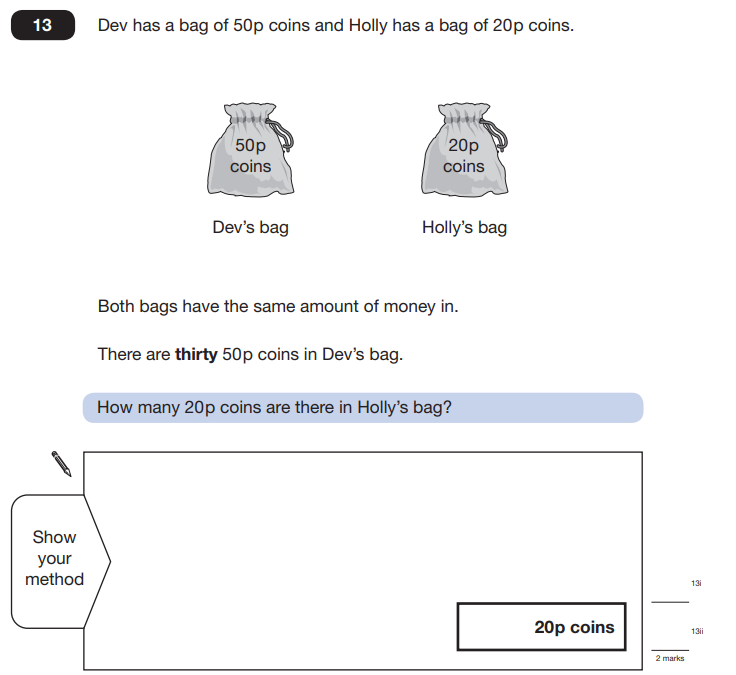 13
Dev has a bag of 50p coins and Holly has a bag of 20p coins.
50p
coins
20p
coins
Dev’s bag
Holly’s bag
Both bags have the same amount of money in.
There are thirty 50p coins in Dev’s bag.
How many 20p coins are there in Holly’s bag?
Show
your
method
20p coins
13i
13ii
2 marks